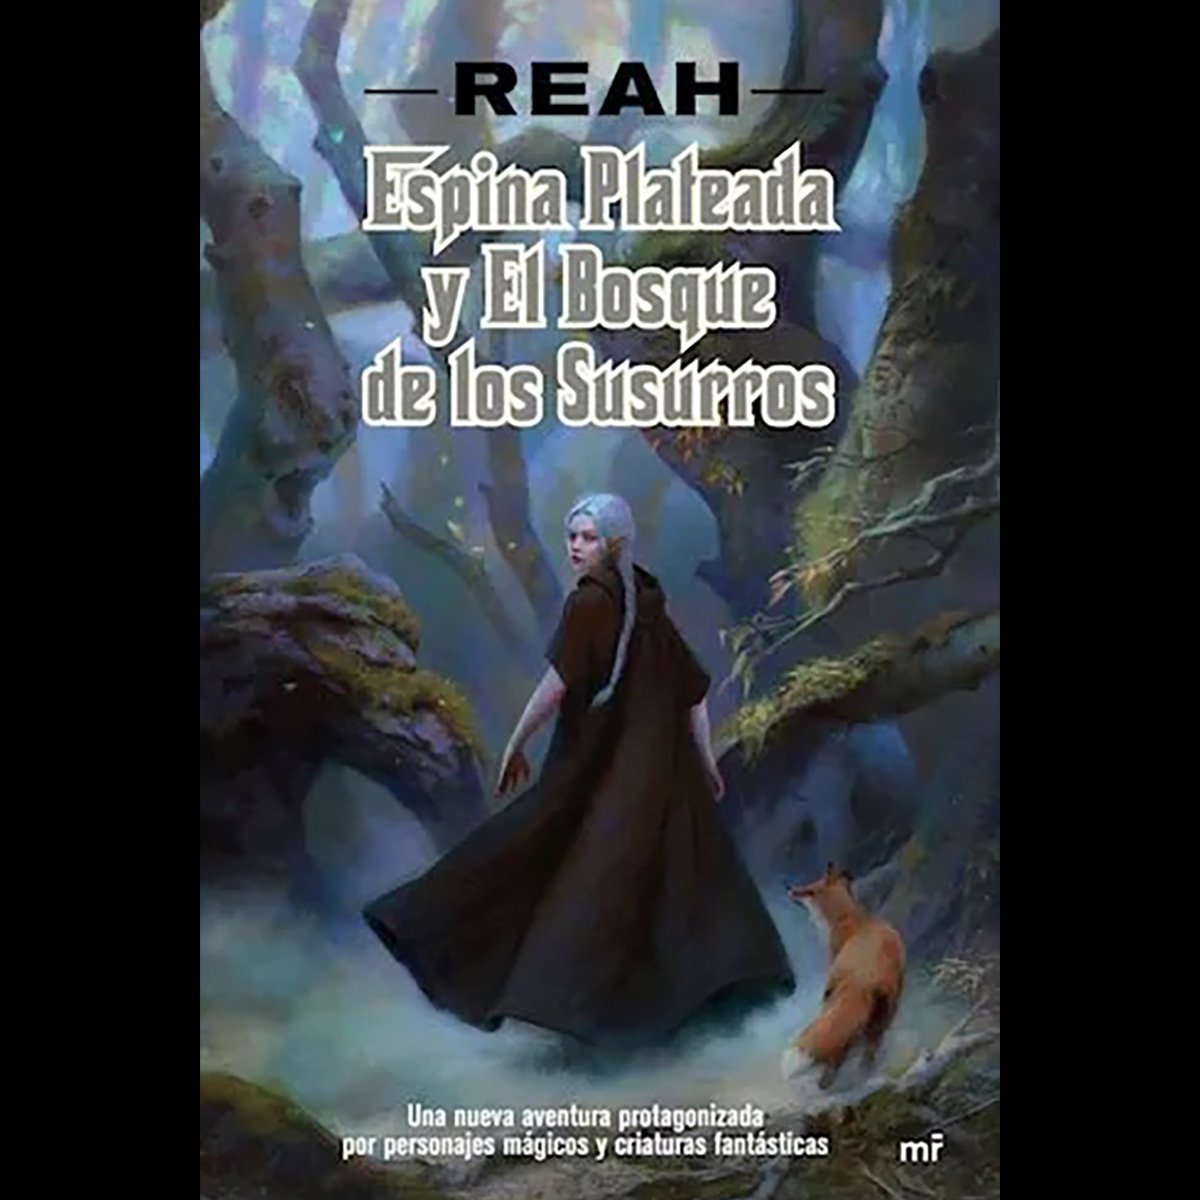 REAH
Espina Plateada
y El Bosque
de los Susurros
Una nueva aventura protagonizada
por personajes mágicos y criaturas fantásticas
mr